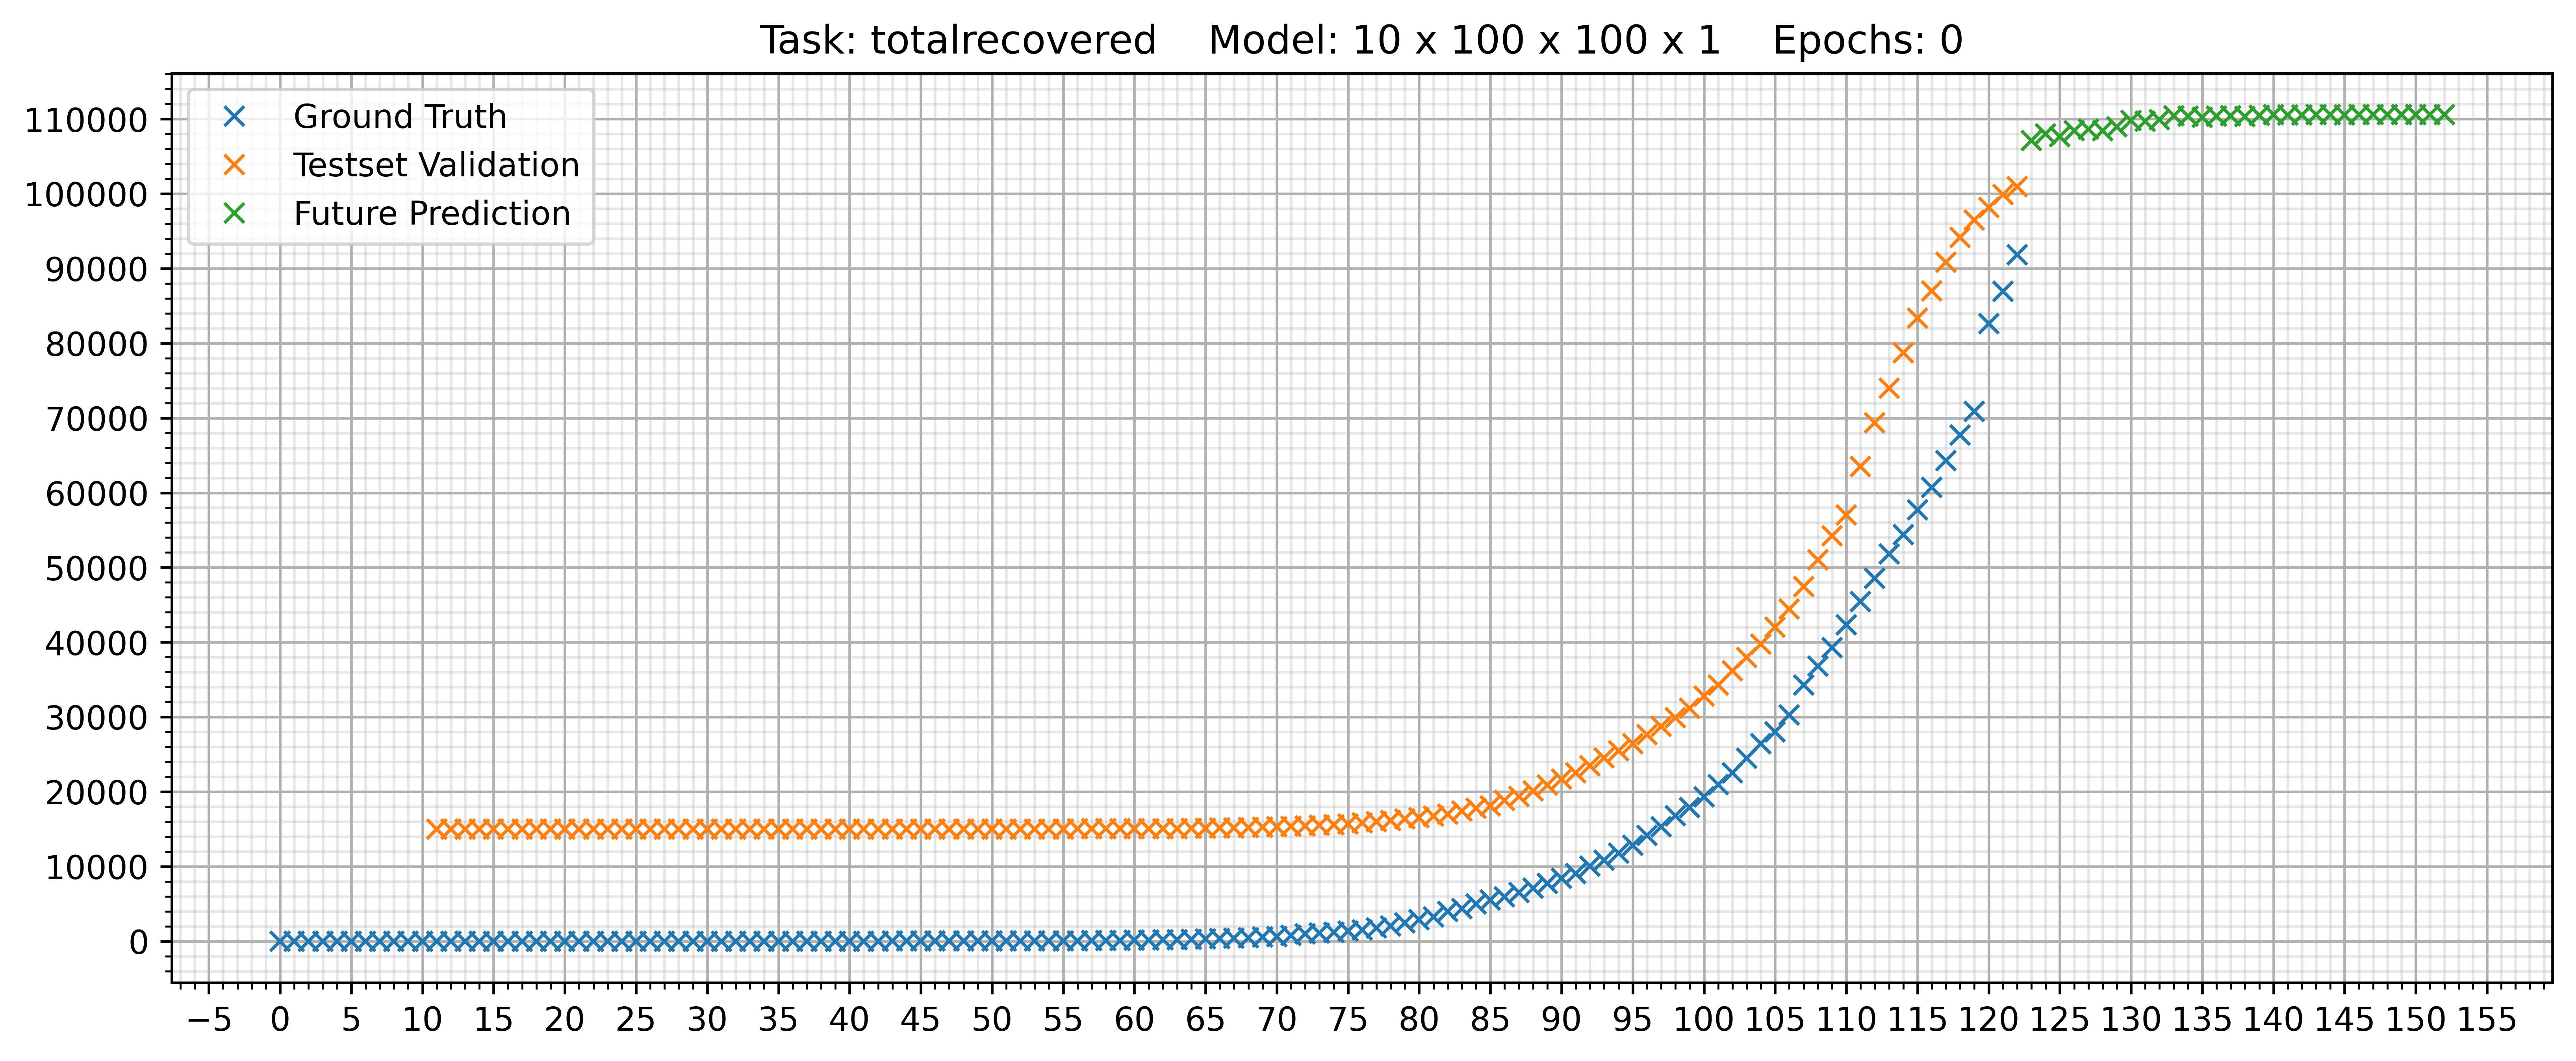 Task: totalrecovered    Model: 10 x 100 x 100 x 1    Epochs: 0
Ground Truth
Testset Validation
Future Prediction
110000
100000
90000
80000
70000
60000
50000
40000
30000
20000
10000
0
−5 0 5 10 15 20 25 30 35 40 45 50 55 60 65 70 75 80 85 90 95 100 105 110 115 120 125 130 135 140 145 150 155